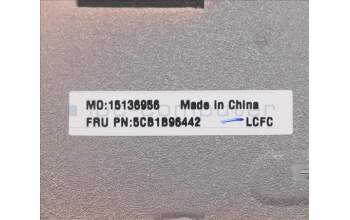 MO:15136956 Made in China
FRU PN:5CB1B96442 LCFC